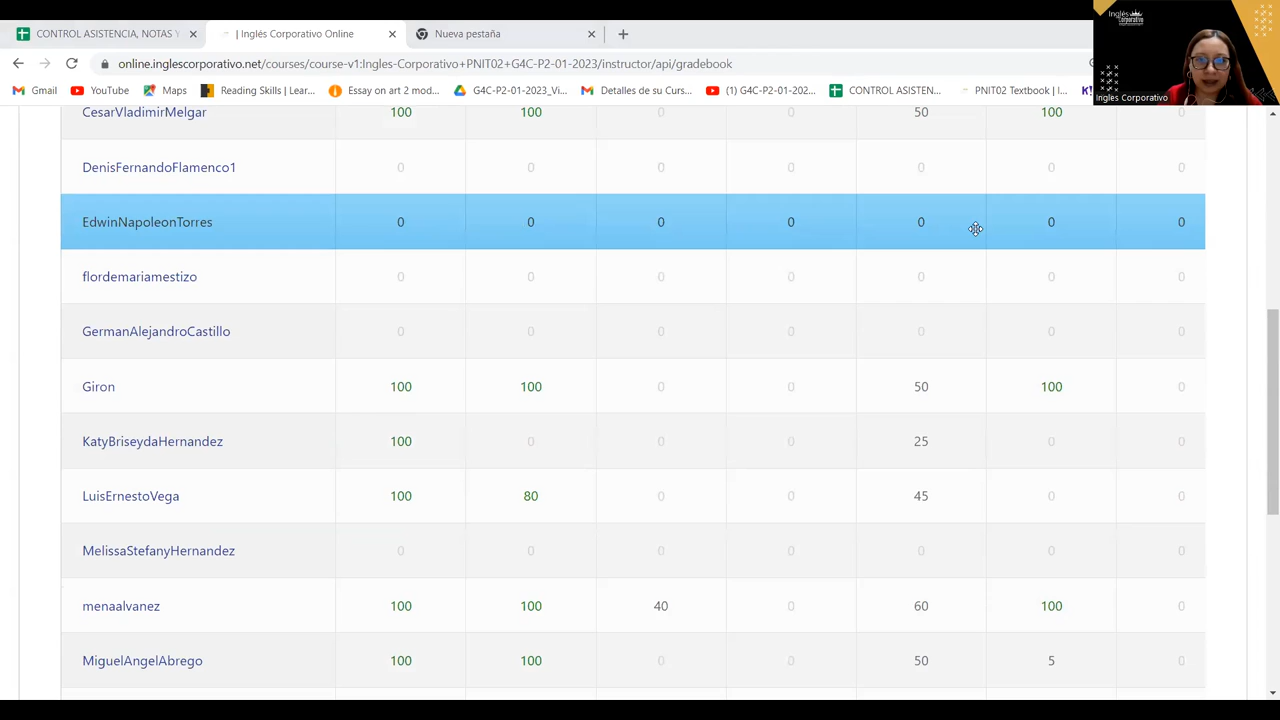 CONTROL ASISTENCIA, NOTAS Y
| Inglés Corporativo Online
Nueva pestaña
online.inglescorporativo.net/courses/course-v1:Ingles-Corporativo+PNIT02+G4C-P2-01-2023/instructor/api/gradebook
Gmail
YouTube
Maps
Reading Skills | Lear...
Essay on art 2 mod...
G4C-P2-01-2023_Vi...
Detalles de su Curs...
(1) G4C-P2-01-202...
CONTROL ASISTEN...
PNIT02 Textbook | I...
Inglés
Corporativo
Ingles Corporativo
CesarVladimirMelgar 100 100 0 0 50 100 0
DenisFernandoFlamenco1 0 0 0 0 0 0 0
EdwinNapoleonTorres 0 0 0 0 0 0 0
flordemariamestizo 0 0 0 0 0 0 0
GermanAlejandroCastillo 0 0 0 0 0 0 0
Giron 100 100 0 0 50 100 0
KatyBriseydaHernandez 100 0 0 0 25 0 0
LuisErnestoVega 100 80 0 0 45 0 0
MelissaStefanyHernandez 0 0 0 0 0 0 0
menaalvanez 100 100 40 0 60 100 0
MiguelAngelAbrego 100 100 0 0 50 5 0